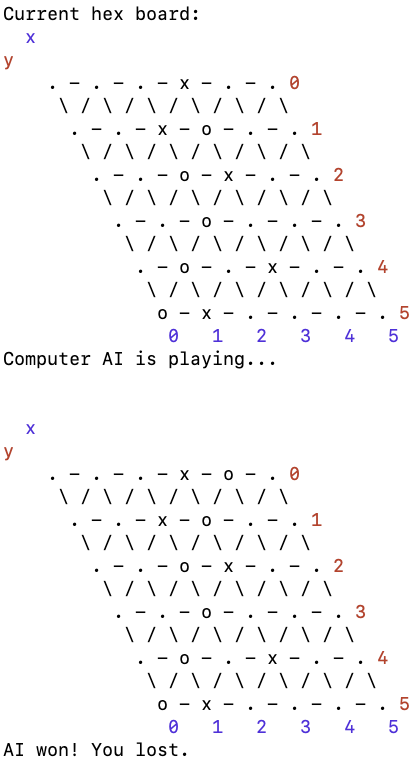 Current hex board:
  x
y
    . - . - . - x - . - . 0
     \ / \ / \ / \ / \ / \
      . - . - x - o - . - . 1
       \ / \ / \ / \ / \ / \
        . - . - o - x - . - . 2
         \ / \ / \ / \ / \ / \
          . - . - o - . - . - . 3
           \ / \ / \ / \ / \ / \
            . - o - . - x - . - . 4
             \ / \ / \ / \ / \ / \
              o - x - . - . - . - . 5
               0   1   2   3   4   5
Computer AI is playing...
  x
y
    . - . - . - x - o - . 0
     \ / \ / \ / \ / \ / \
      . - . - x - o - . - . 1
       \ / \ / \ / \ / \ / \
        . - . - o - x - . - . 2
         \ / \ / \ / \ / \ / \
          . - . - o - . - . - . 3
           \ / \ / \ / \ / \ / \
            . - o - . - x - . - . 4
             \ / \ / \ / \ / \ / \
              o - x - . - . - . - . 5
               0   1   2   3   4   5
AI won! You lost.